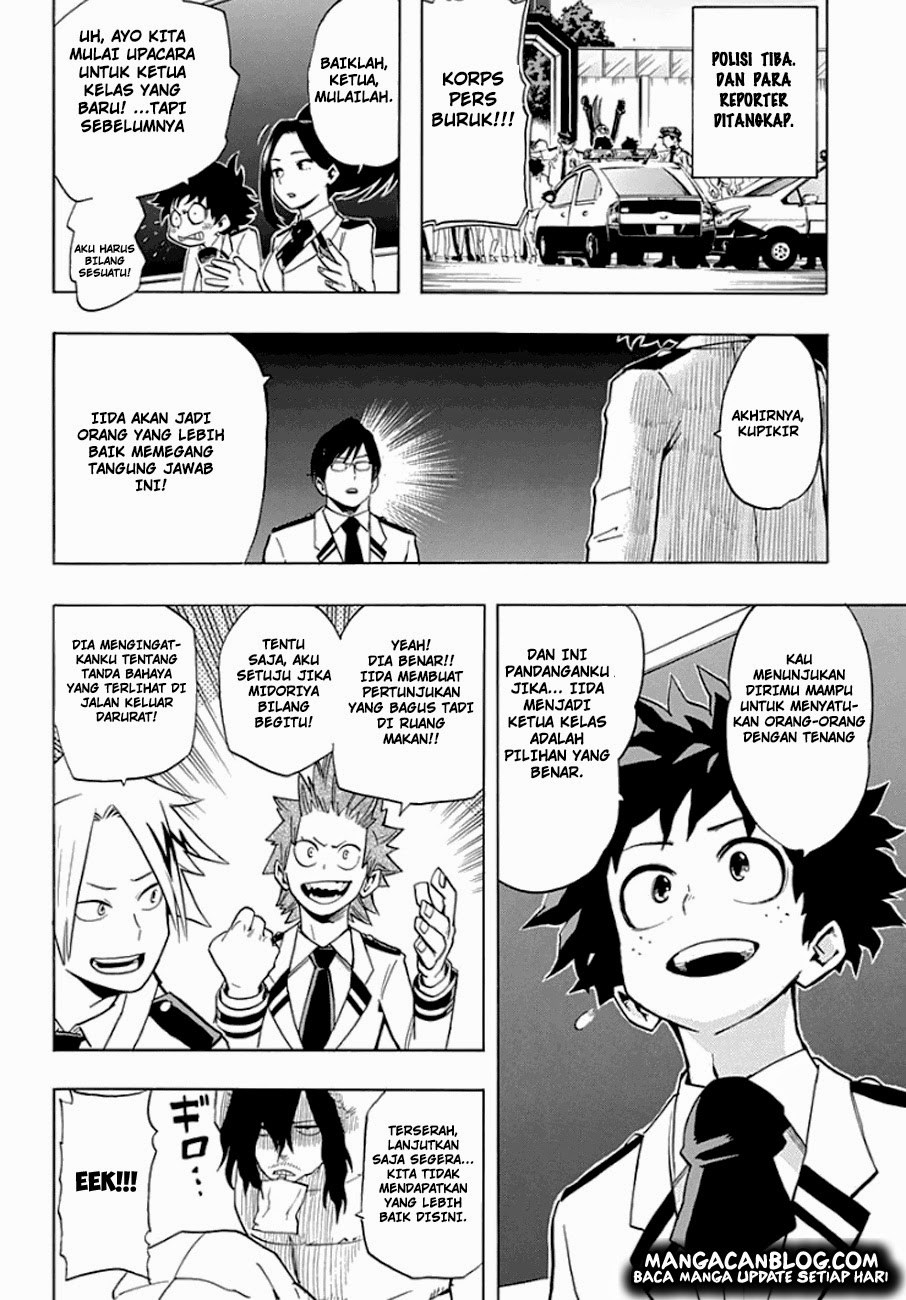 POLISI TIBA.
DAN PARA
REPORTER
DITANGKAP.
KORPS
PERS
BURUK!!!
BAIKLAH,
KETUA,
MULAILAH.
UH, AYO KITA
MULAI UPACARA
UNTUK KETUA
KELAS YANG
BARU! ...TAPI
SEBELUMNYA
AKU HARUS
BILANG
SESUATU!
AKHIRNYA,
KUPIKIR
IIDA AKAN JADI
ORANG YANG LEBIH
BAIK MEMEGANG
TANGUNG JAWAB
INI!
KAU
MENUNJUKAN
DIRIMU MAMPU
UNTUK MENYATU-
KAN ORANG-ORANG
DENGAN TENANG
DAN INI
PANDANGANKU
JIKA... IIDA
MENJADI
KETUA KELAS
ADALAH
PILIHAN YANG
BENAR.
YEAH!
DIA BENAR!!
IIDA MEMBUAT
PERTUNJUKAN
YANG BAGUS TADI
DI RUANG
MAKAN!!
TENTU
SAJA, AKU
SETUJU JIKA
MIDORIYA
BILANG
BEGITU!
DIA MENGINGAT-
KANKU TENTANG
TANDA BAHAYA
YANG TERLIHAT DI
JALAN KELUAR
DARURAT!
TERSERAH,
LANJUTKAN
SAJA SEGERA...
KITA TIDAK
MENDAPATKAN
YANG LEBIH
BAIK DISINI.
ギロ...
EEK!!!
MANGACANBLOG.COM
BACA MANGA UPDATE SETIAP HARI